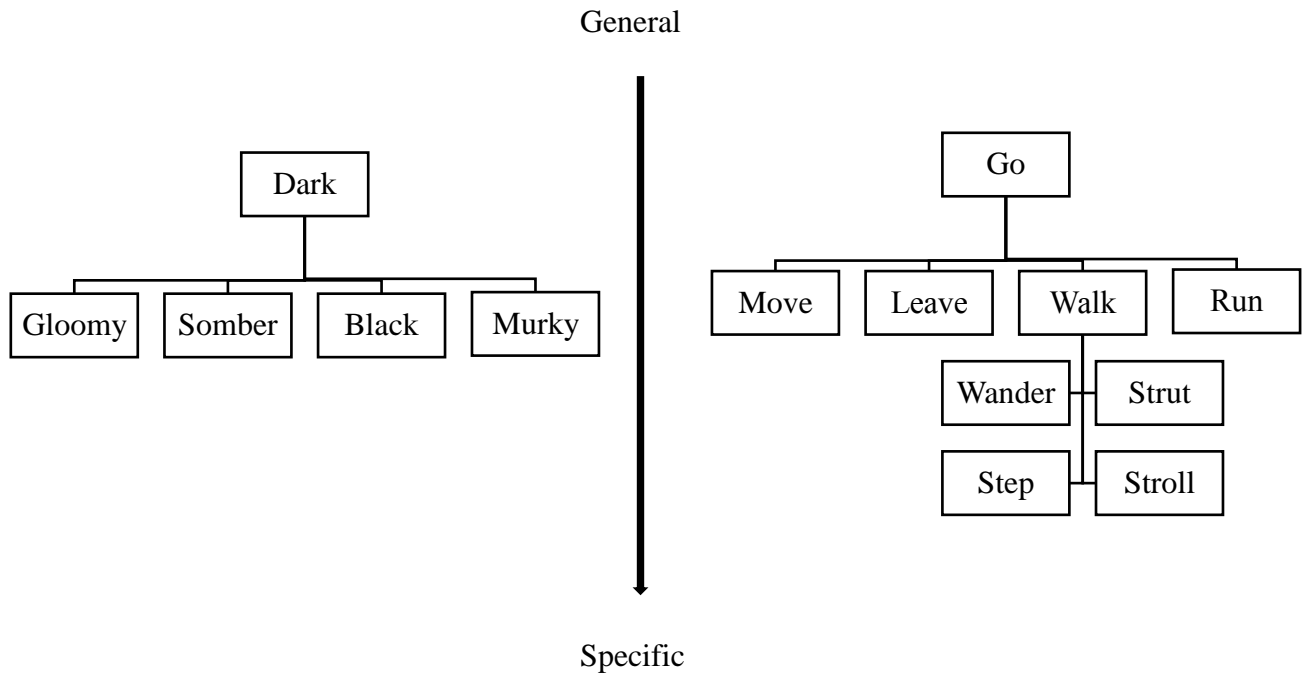 General
Dark
Go
Gloomy
Somber
Black
Murky
Move
Leave
Walk
Run
Wander
Strut
Step
Stroll
Specific